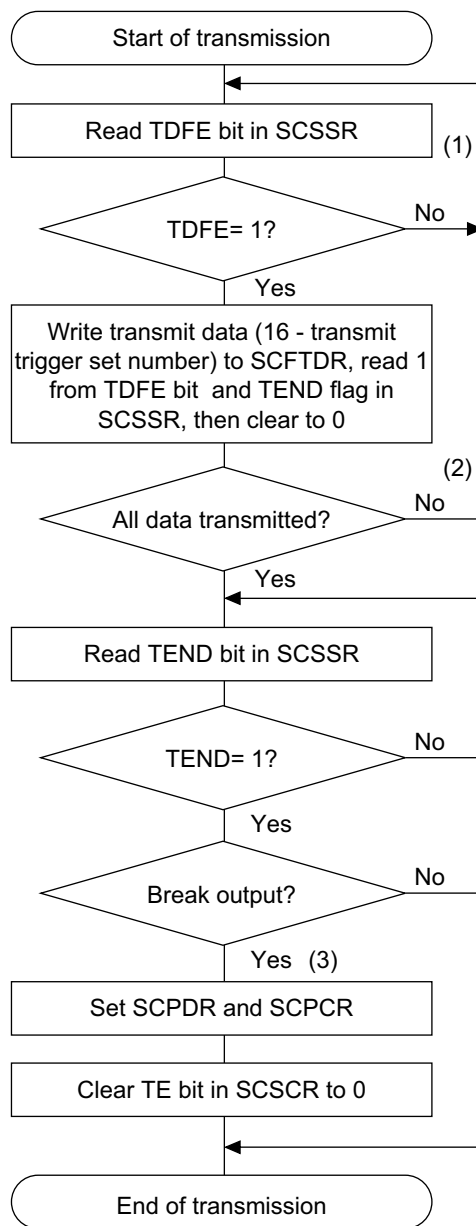 Start of transmission
Read TDFE bit in SCSSR
(1)
TDFE= 1?
No
Yes
Write transmit data (16 - transmit
trigger set number) to SCFTDR, read 1
from TDFE bit and TEND flag in
SCSSR, then clear to 0
(2)
All data transmitted?
No
Yes
Read TEND bit in SCSSR
TEND= 1?
No
Yes
Break output?
No
Yes (3)
Set SCPDR and SCPCR
Clear TE bit in SCSCR to 0
End of transmission